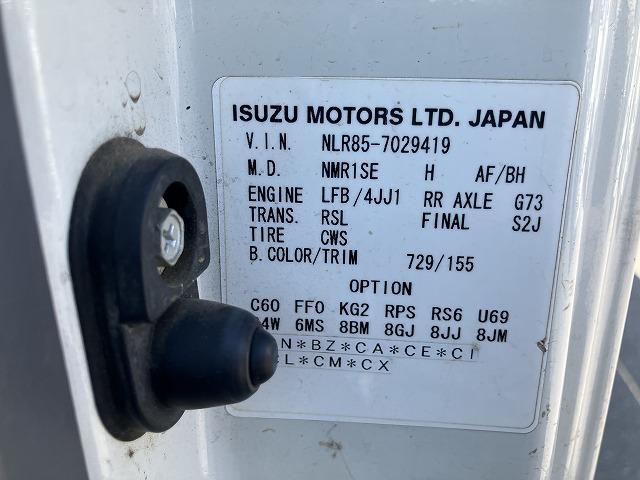 ISUZU MOTORS LTD. JAPAN
V.I.N. NLR85-7029419
M.D. NMR1SE H AF/BH
ENGINE LFB/4JJ1 RR AXLE G73
TRANS. RSL FINAL S2J
TIRE CWS
B.COLOR/TRIM 729/155
OPTION
C60 FF0 KG2 RPS RS6 U69
6MS 8BM 8GJ 8JJ 8JM
N*BZ*CA*CE*CI
L*CM*CX